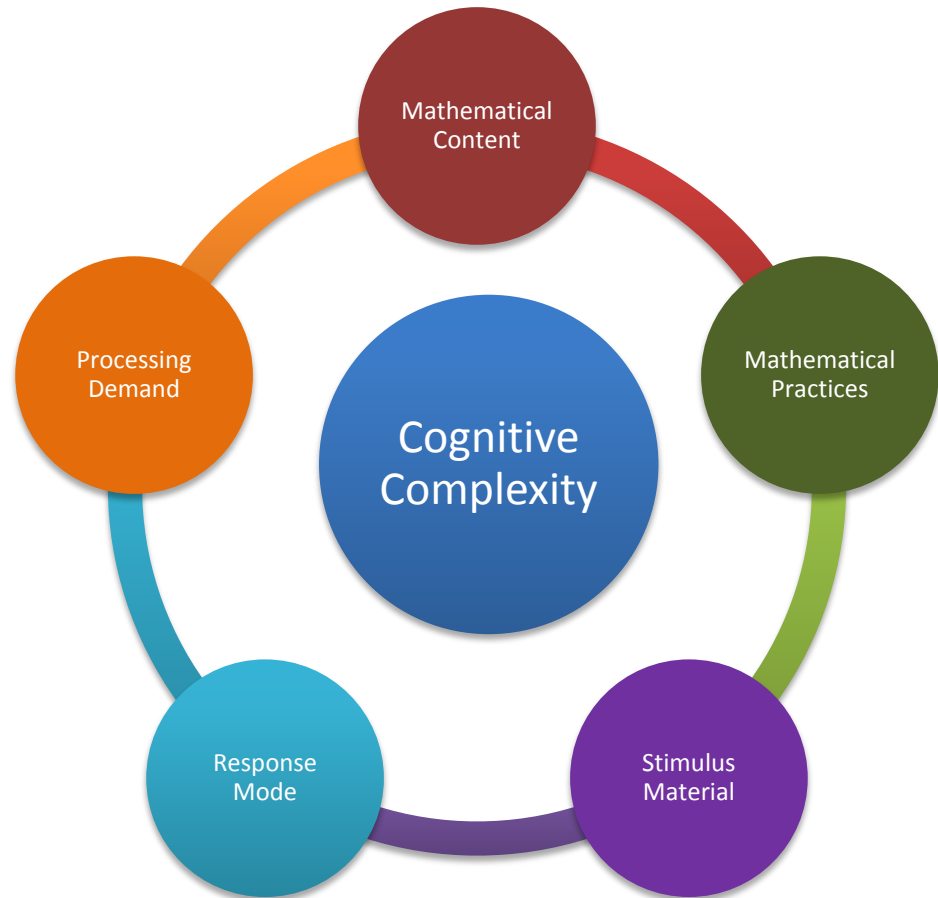 Mathematical
Content
Processing
Demand
Mathematical
Practices
Cognitive
Complexity
Response
Mode
Stimulus
Material